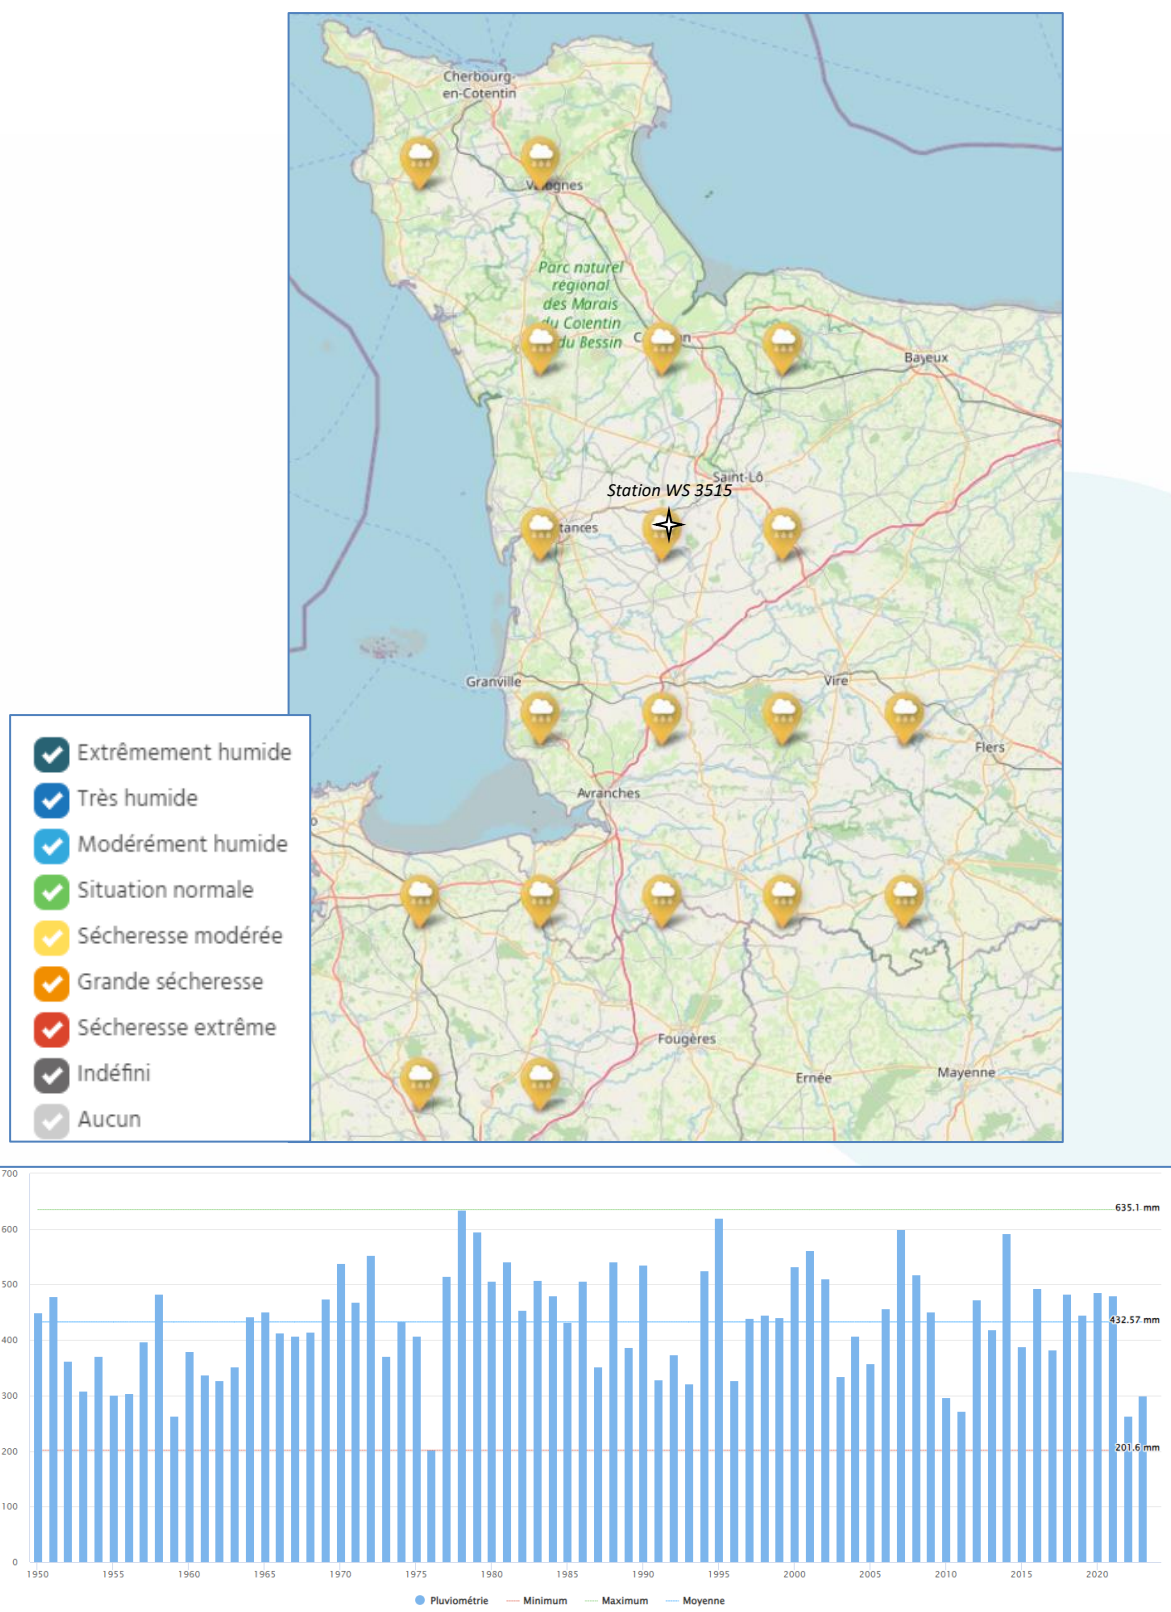 Cherbourg-
en-Cotentin
Parc naturel
régional
des Marais
du Cotentin
du Bessin
Bayeux
Saint-Lô
Station WS 3515
tances
Granville
Vire
Flers
Avranches
Fougères
Ernée
Mayenne
Extrêmement humide
Très humide
Modérément humide
Situation normale
Sécheresse modérée
Grande sécheresse
Sécheresse extrême
Indéfini
Aucun
700
635.1 mm
600
500
400
432.57 mm
300
200
201.6 mm
100
0
1950 1955 1960 1965 1970 1975 1980 1985 1990 1995 2000 2005 2010 2015 2020
Pluviométrie Minimum Maximum Moyenne